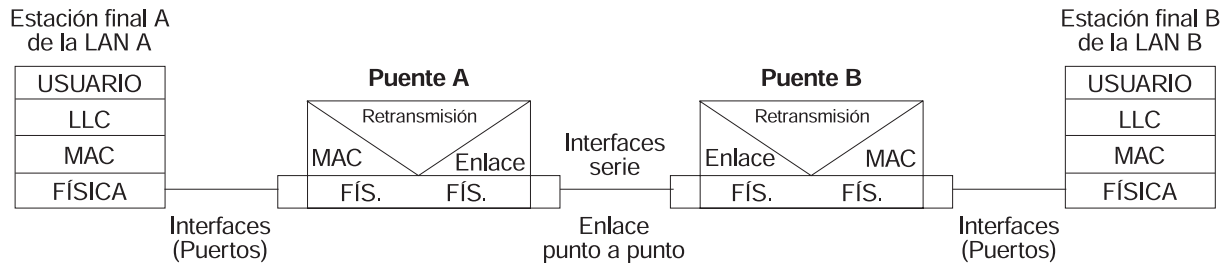 Estación final A
de la LAN A
USUARIO
LLC
MAC
FÍSICA
Interfaces
(Puertos)
Puente A
Retransmisión
MAC
Enlace
FÍS.
FÍS.
Interfaces
serie
Enlace
punto a punto
Puente B
Retransmisión
Enlace
MAC
FÍS.
FÍS.
Interfaces
(Puertos)
Estación final B
de la LAN B
USUARIO
LLC
MAC
FÍSICA